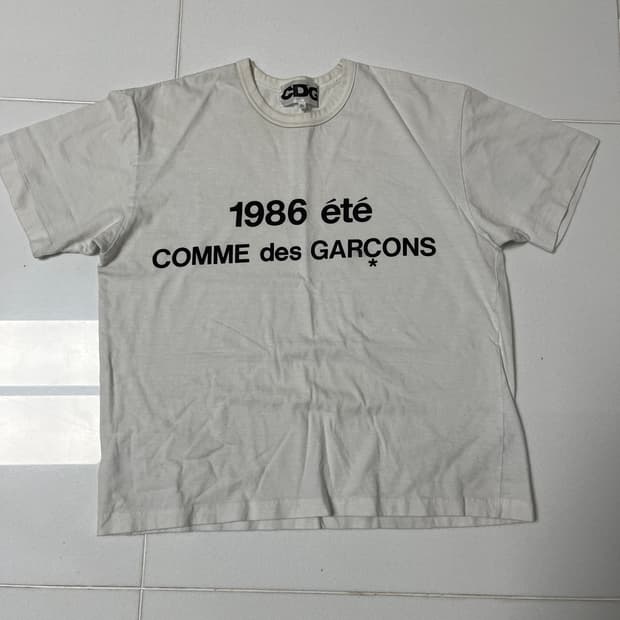 CDG
1986 été
COMME des GARÇONS
*